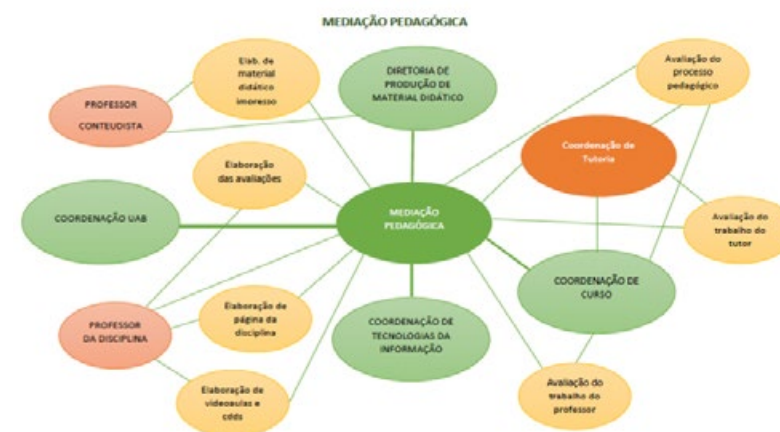 MEDIAÇÃO PEDAGÓGICA
Elab. de
material
didático
impresso
DIRETORIA DE
PRODUÇÃO DE
MATERIAL DIDÁTICO
Avaliação do
processo
pedagógico
PROFESSOR
CONTEUDISTA
Coordenação de
Tutoria
Elaboração
das avaliações
COORDENAÇÃO UAB
MEDIAÇÃO
PEDAGÓGICA
Avaliação do
trabalho do
tutor
COORDENAÇÃO DE
CURSO
PROFESSOR
DA DISCIPLINA
Elaboração de
página da
disciplina
COORDENAÇÃO DE
TECNOLOGIAS DA
INFORMAÇÃO
Elaboração de
videoaulas e
Avaliação do
trabalho do
professor